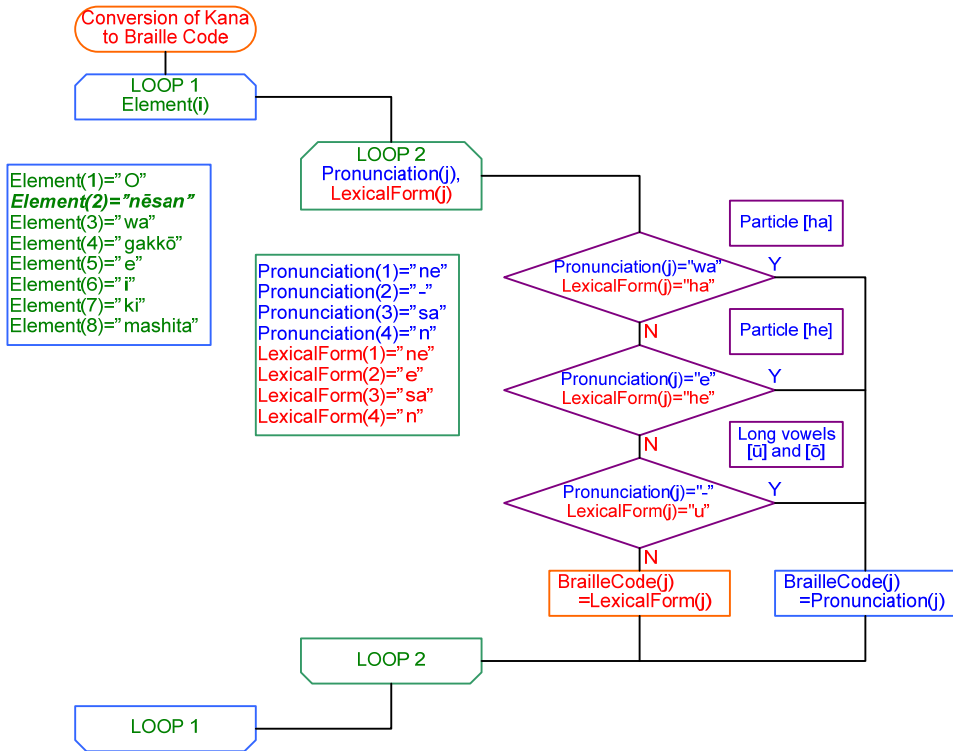 Conversion of Kana
to Braille Code
LOOP 1
Element(i)
LOOP 2
Pronunciation(j),
LexicalForm(j)
Element(1)=”O”
Element(2)=”nēsan”
Element(3)=”wa”
Element(4)=”gakkō”
Element(5)=”e”
Element(6)=”i”
Element(7)=”ki”
Element(8)=”mashita”
Pronunciation(1)=”ne”
Pronunciation(2)=”-”
Pronunciation(3)=”sa”
Pronunciation(4)=”n”
LexicalForm(1)=”ne”
LexicalForm(2)=”e”
LexicalForm(3)=”sa”
LexicalForm(4)=”n”
Particle [ha]
Pronunciation(j)="wa”
LexicalForm(j)="ha”
Y
N
Particle [he]
Pronunciation(j)="e”
LexicalForm(j)="he”
Y
N
Long vowels
[ū] and [ō]
Pronunciation(j)="-”
LexicalForm(j)="u”
Y
N
BrailleCode(j)
=LexicalForm(j)
BrailleCode(j)
=Pronunciation(j)
LOOP 2
LOOP 1